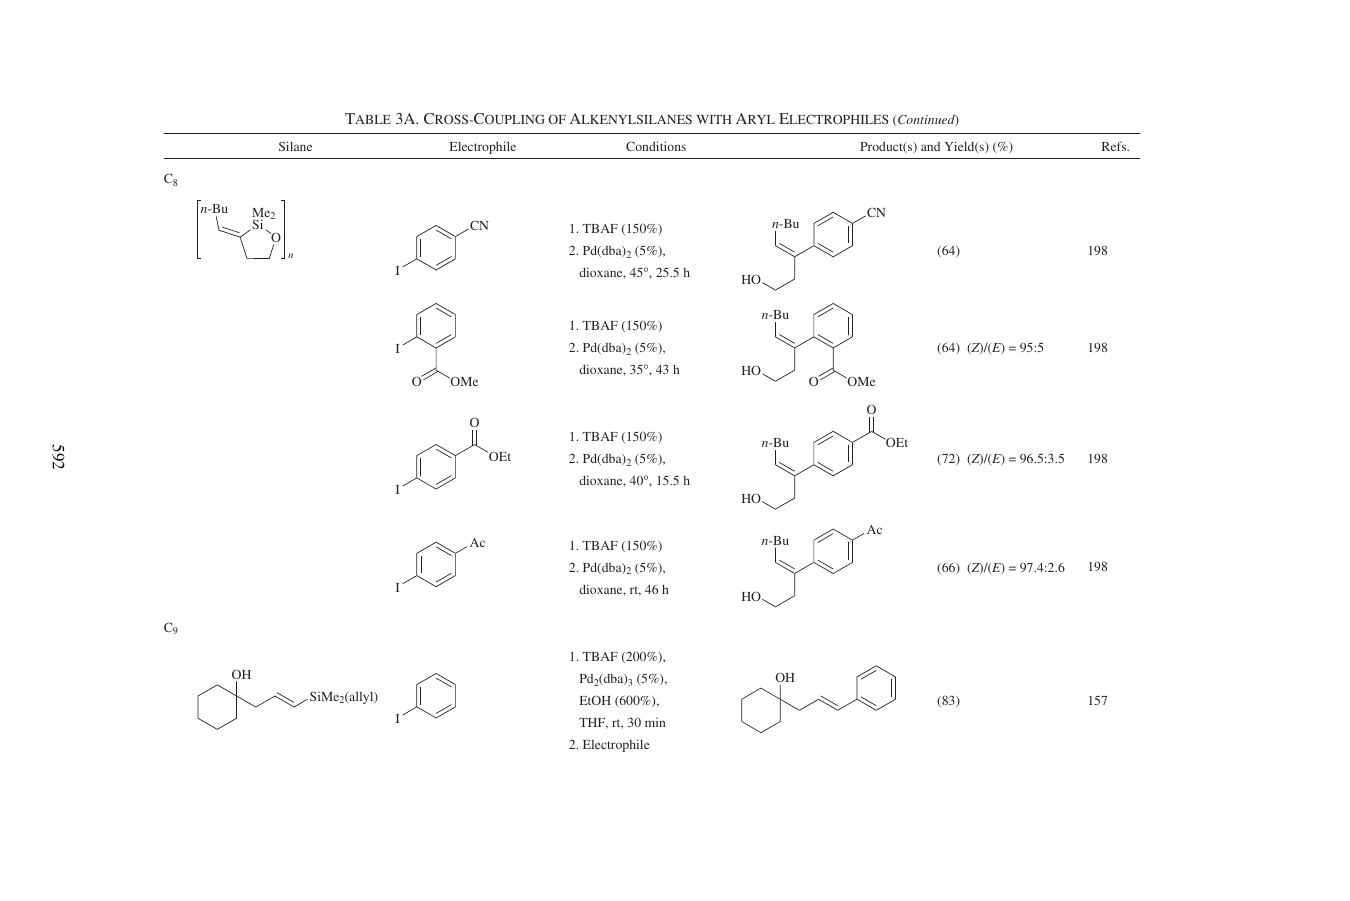 TABLE 3A. CROSS-COUPLING OF ALKENYLSILANES WITH ARYL ELECTROPHILES (Continued)
Silane Electrophile Conditions Product(s) and Yield(s) (%) Refs.
C8
n-Bu
Me2
Si
O
n
CN
I
1. TBAF (150%)
2. Pd(dba)2 (5%),
dioxane, 45°, 25.5 h
n-Bu
CN
HO
(64)
198
I
O
OMe
1. TBAF (150%)
2. Pd(dba)2 (5%),
dioxane, 35°, 43 h
n-Bu
HO
O
OMe
(64) (Z)/(E) = 95:5
198
O
OEt
I
1. TBAF (150%)
2. Pd(dba)2 (5%),
dioxane, 40°, 15.5 h
O
n-Bu
OEt
HO
(72) (Z)/(E) = 96.5:3.5
198
592
Ac
I
1. TBAF (150%)
2. Pd(dba)2 (5%),
dioxane, rt, 46 h
Ac
n-Bu
HO
(66) (Z)/(E) = 97.4:2.6
198
C9
OH
SiMe2(allyl)
I
1. TBAF (200%),
Pd2(dba)3 (5%),
EtOH (600%),
THF, rt, 30 min
2. Electrophile
OH
(83)
157